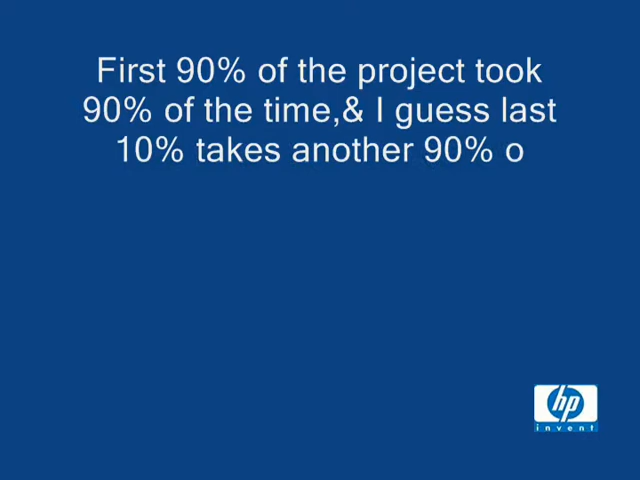 First 90% of the project took
90% of the time,& I guess last
10% takes another 90% o
hp
invent